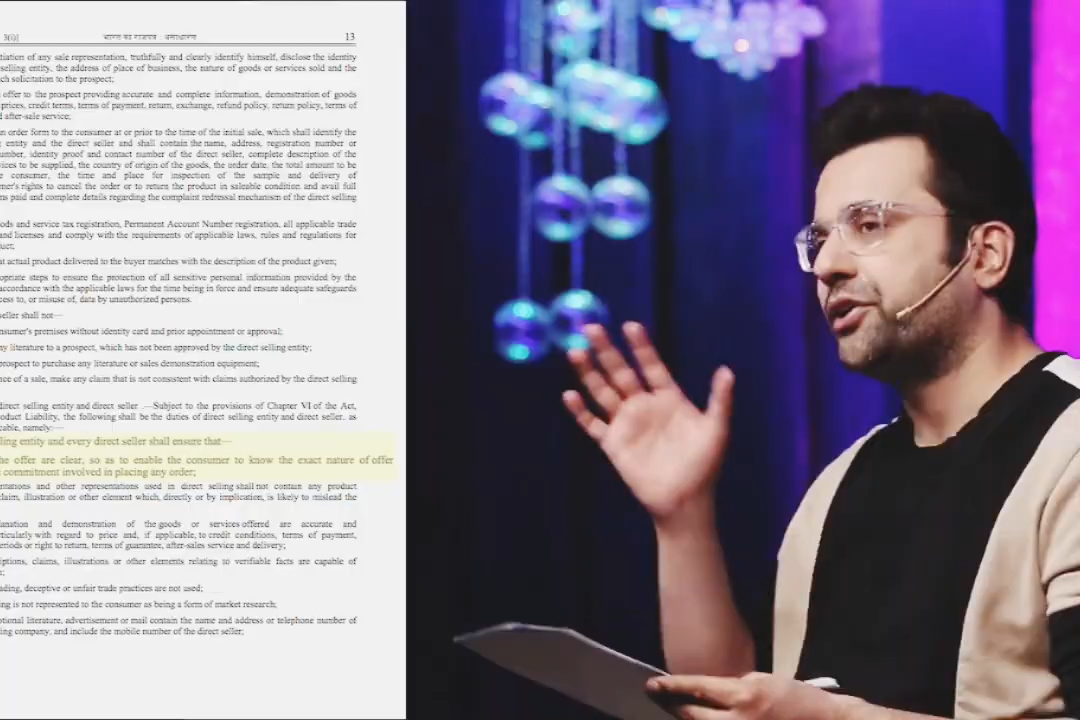 3(i)] भारत का राजपत्र : असाधारण 13
tiation of any sale representation, truthfully and clearly identify himself, disclose the identity
selling entity, the address of place of business, the nature of goods or services sold and the
ch solicitation to the prospect;
offer to the prospect providing accurate and complete information, demonstration of goods
prices, credit terms, terms of payment, return, exchange, refund policy, return policy, terms of
d after-sale service;
n order form to the consumer at or prior to the time of the initial sale, which shall identify the
entity and the direct seller and shall contain the name, address, registration number or
umber, identity proof and contact number of the direct seller, complete description of the
vices to be supplied, the country of origin of the goods, the order date, the total amount to be
e consumer, the time and place for inspection of the sample and delivery of
mer's rights to cancel the order or to return the product in saleable condition and avail full
ms paid and complete details regarding the complaint redressal mechanism of the direct selling
ods and service tax registration, Permanent Account Number registration, all applicable trade
and licenses and comply with the requirements of applicable laws, rules and regulations for
uct;
at actual product delivered to the buyer matches with the description of the product given;
opriate steps to ensure the protection of all sensitive personal information provided by the
accordance with the applicable laws for the time being in force and ensure adequate safeguards
cess to, or misuse of, data by unauthorized persons.
seller shall not—
nsumer's premises without identity card and prior appointment or approval;
ny literature to a prospect, which has not been approved by the direct selling entity;
prospect to purchase any literature or sales demonstration equipment;
nce of a sale, make any claim that is not consistent with claims authorized by the direct selling
direct selling entity and direct seller .—Subject to the provisions of Chapter VI of the Act,
oduct Liability, the following shall be the duties of direct selling entity and direct seller, as
cable, namely:—
lling entity and every direct seller shall ensure that—
he offer are clear, so as to enable the consumer to know the exact nature of offer
commitment involved in placing any order;
ntations and other representations used in direct selling shall not contain any product
claim, illustration or other element which, directly or by implication, is likely to mislead the
anation and demonstration of the goods or services offered are accurate and
rticularly with regard to price and, if applicable, to credit conditions, terms of payment,
eriods or right to return, terms of guarantee, after-sales service and delivery;
iptions, claims, illustrations or other elements relating to verifiable facts are capable of
n;
ading, deceptive or unfair trade practices are not used;
ing is not represented to the consumer as being a form of market research;
otional literature, advertisement or mail contain the name and address or telephone number of
ling company, and include the mobile number of the direct seller;